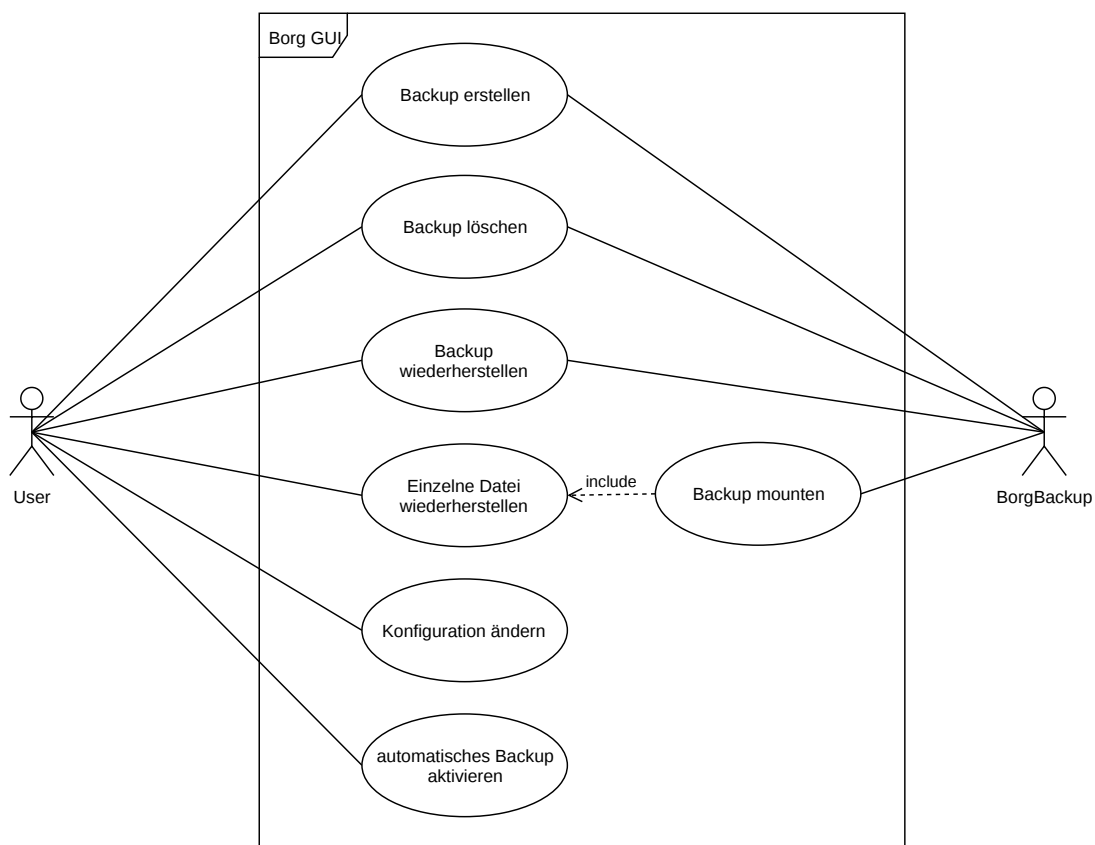 Borg GUI
Backup erstellen
Backup löschen
Backup
wiederherstellen
Einzelne Datei
wiederherstellen
include
Backup mounten
User
BorgBackup
Konfiguration ändern
automatisches Backup
aktivieren